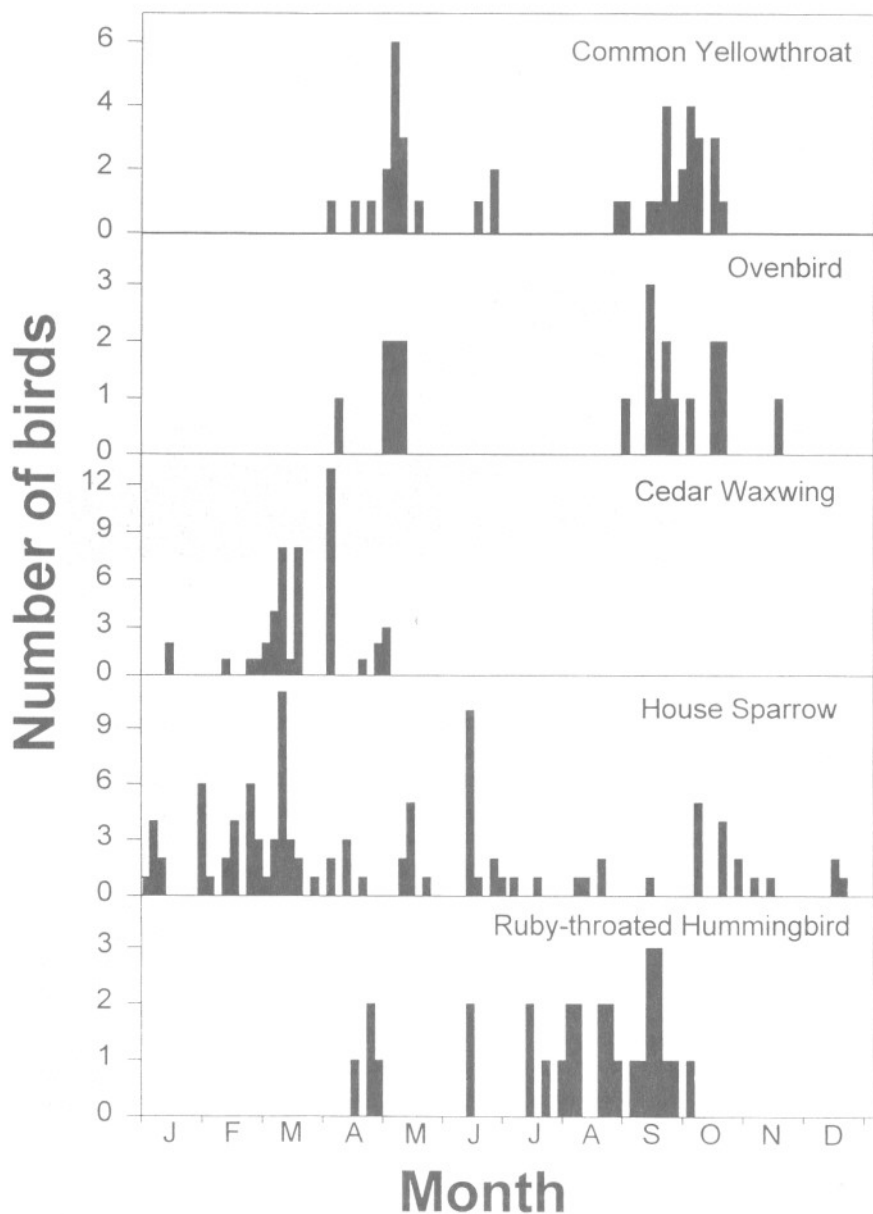 Number of birds
Common Yellowthroat
6
4
2
0
Ovenbird
3
2
1
0
Cedar Waxwing
12
9
6
3
0
House Sparrow
9
6
3
0
Ruby-throated Hummingbird
3
2
1
0
J F M A M J J A S O N D
Month